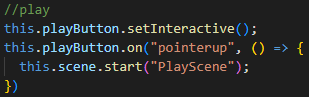 //play
this.playButton.setInteractive();
this.playButton.on("pointerup", () => {
  this.scene.start("PlayScene");
})